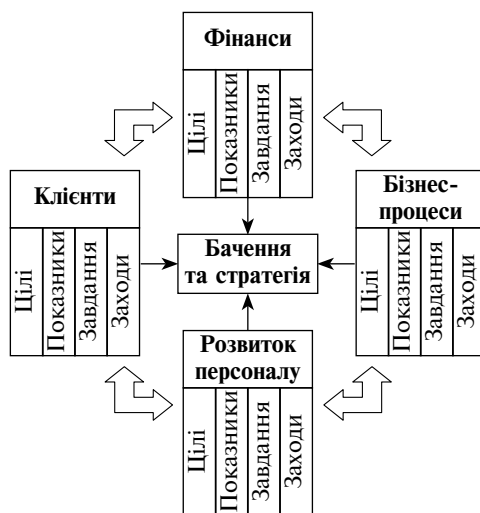 Фінанси
Цілі
Показники
Завдання
Заходи
Клієнти
Цілі
Показники
Завдання
Заходи
Бачення
та стратегія
Бізнес-
процеси
Цілі
Показники
Завдання
Заходи
Розвиток
персоналу
Цілі
Показники
Завдання
Заходи